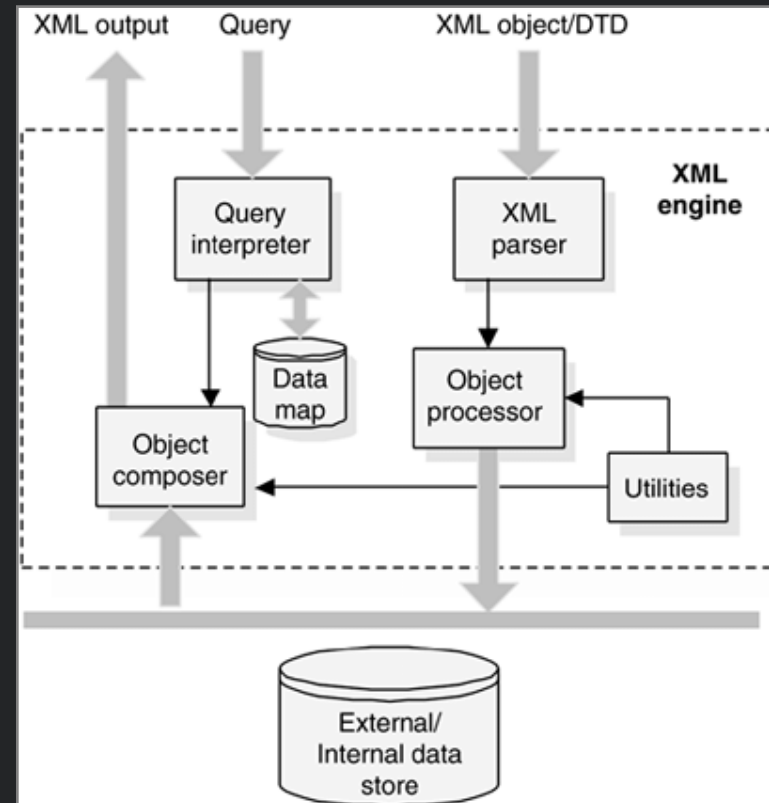 XML output
Query
XML object/DTD
XML
engine
Query
interpreter
XML
parser
Data
map
Object
processor
Object
composer
Utilities
External/
Internal data
store